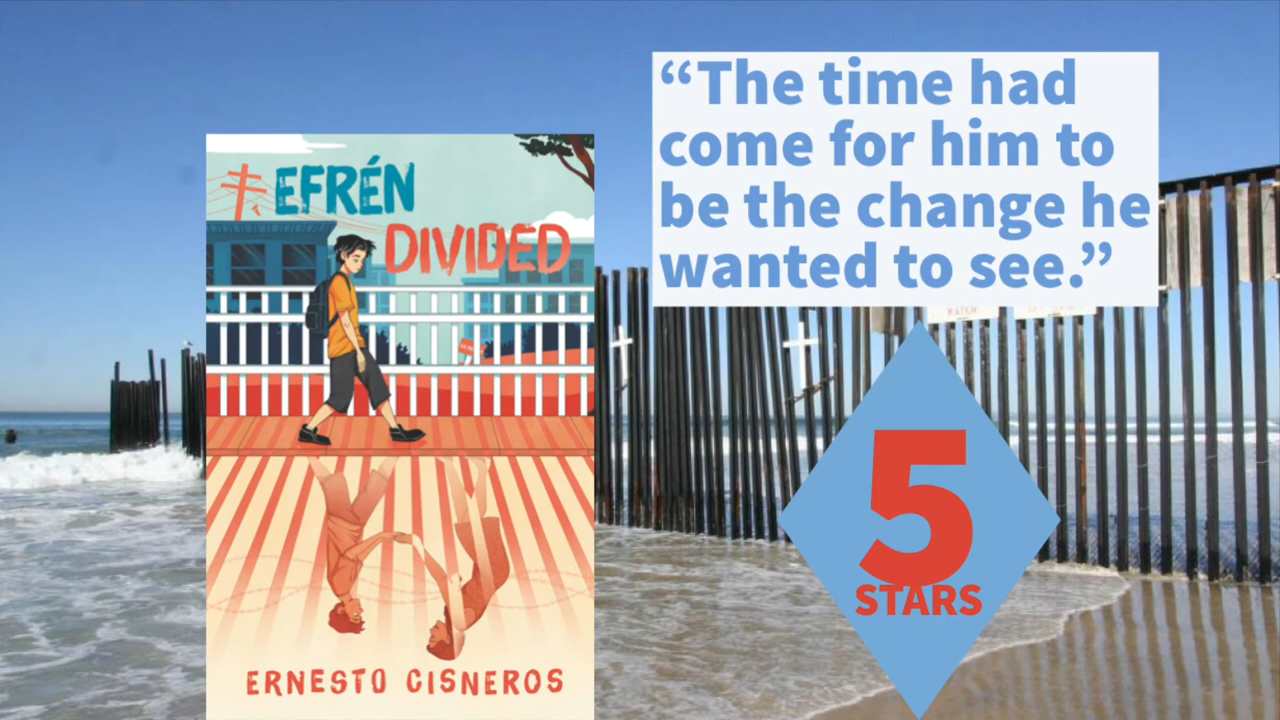 EFRÉN
DIVIDED
ERNESTO CISNEROS
“The time had
come for him to
be the change he
wanted to see.”
5
STARS